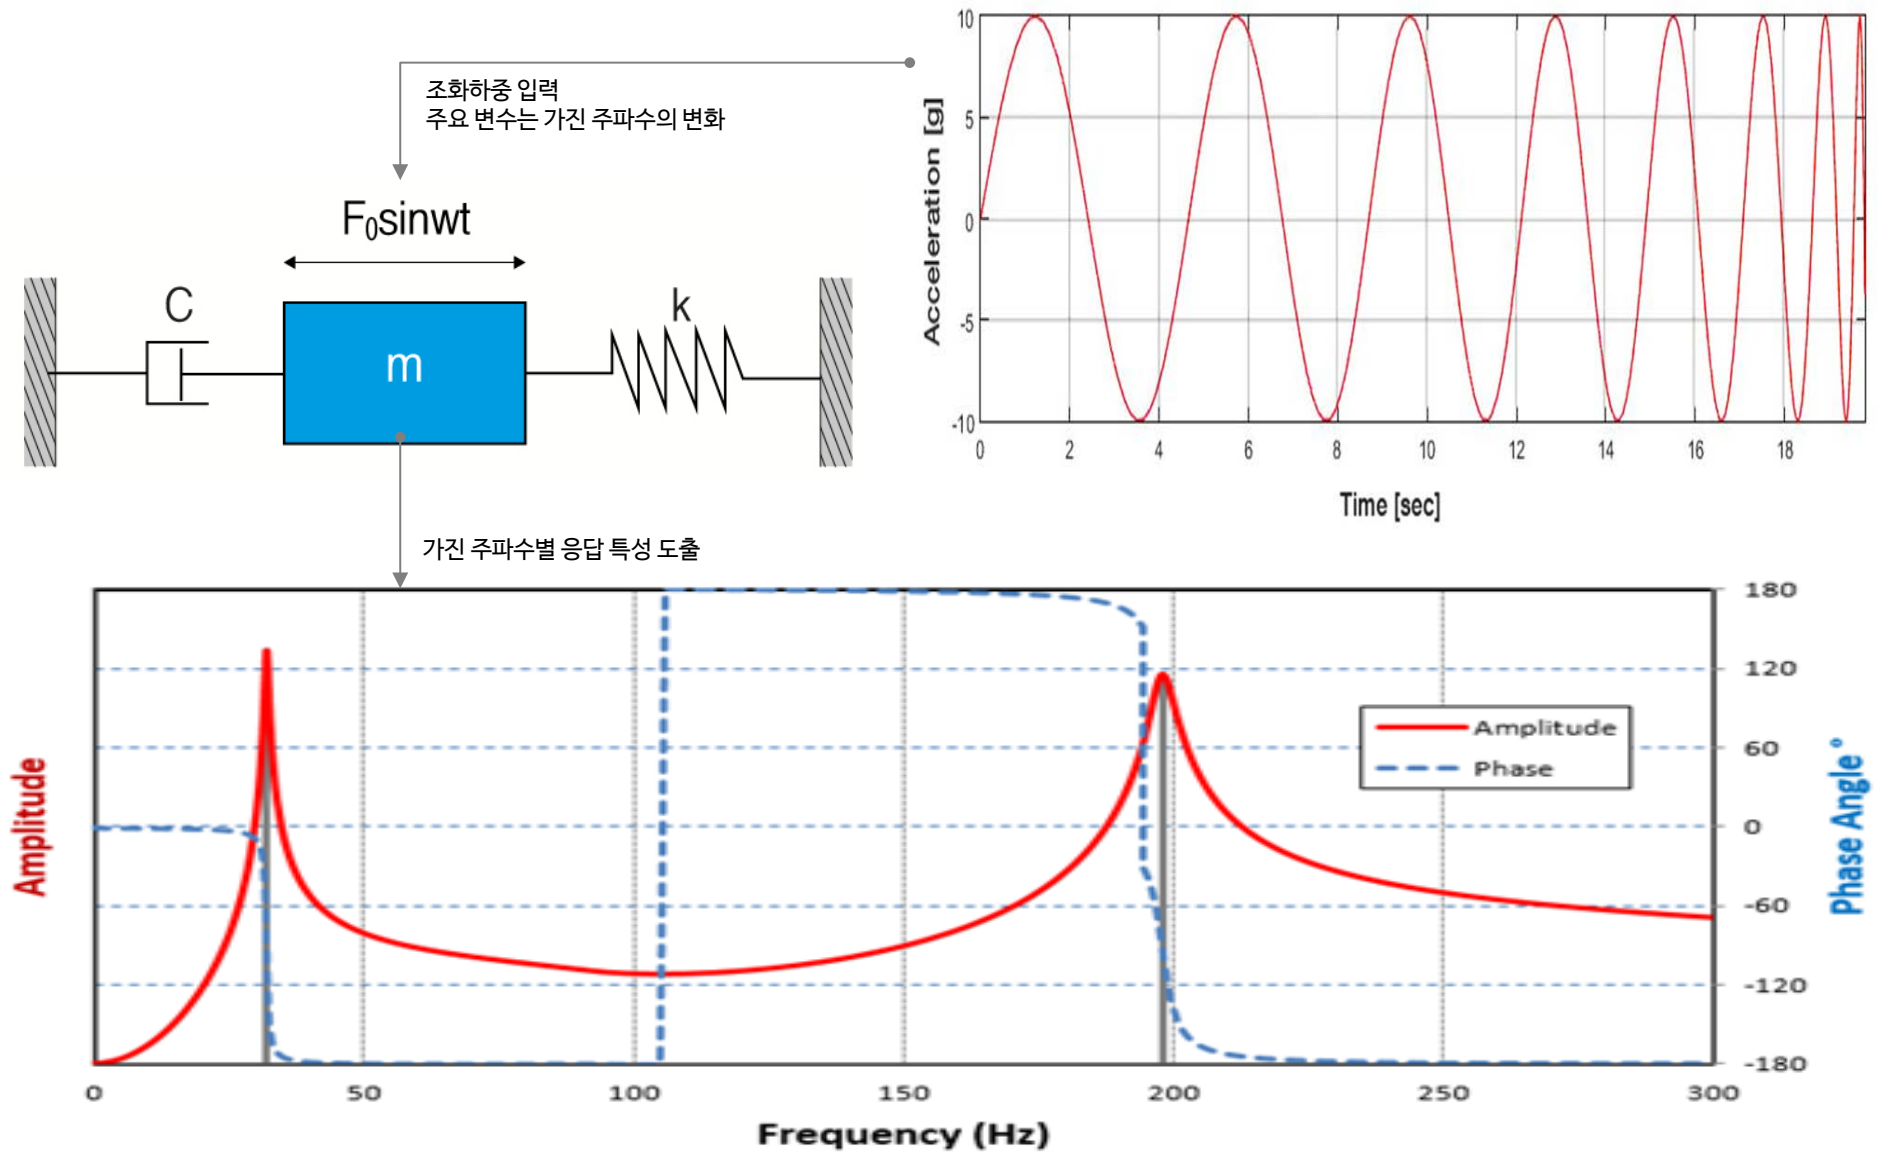 조화하중 입력
주요 변수는 가진 주파수의 변화
F₀sinwt
C
m
k
가진 주파수별 응답 특성 도출
Acceleration [g]
10
5
0
-5
-10
0 2 4 6 8 10 12 14 16 18
Time [sec]
Amplitude
180
120
60
0
-60
-120
-180
Phase Angle°
Amplitude
Phase
0 50 100 150 200 250 300
Frequency (Hz)